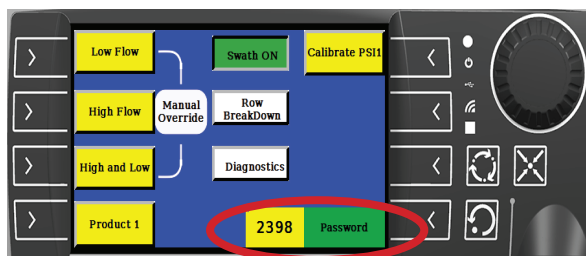 Low Flow
Swath ON
Calibrate PSI1
High Flow
Manual
Override
Row
BreakDown
High and Low
Diagnostics
Product 1
2398
Password